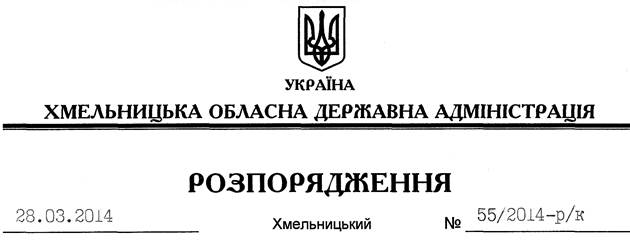 УКРАЇНА
ХМЕЛЬНИЦЬКА ОБЛАСНА ДЕРЖАВНА АДМІНІСТРАЦІЯ
РОЗПОРЯДЖЕННЯ
28.03.2014 Хмельницький № 55/2014-р/к